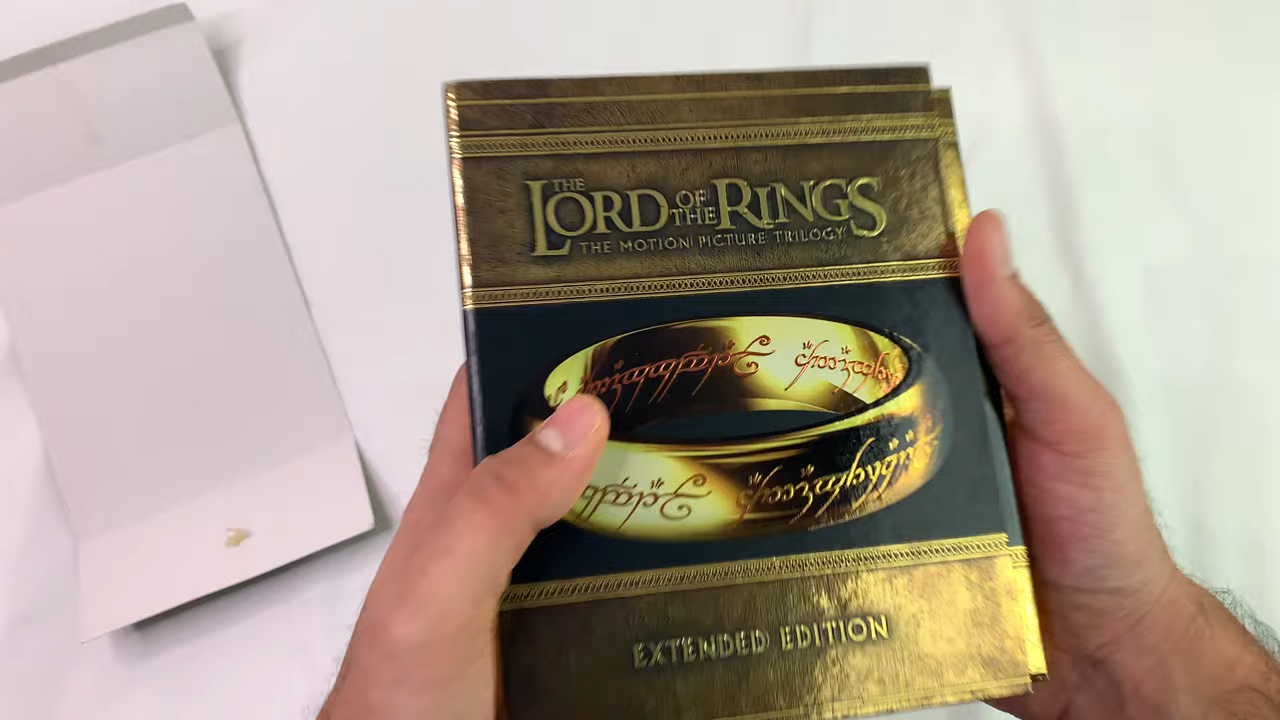 THE LORD OF THE RINGS
THE MOTION PICTURE TRILOGY
EXTENDED EDITION